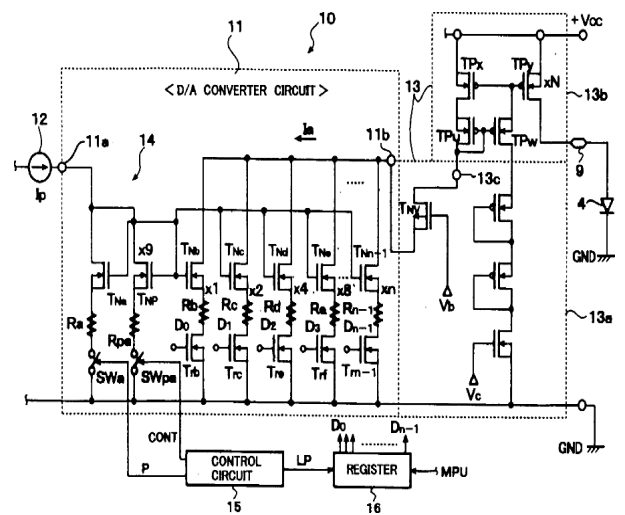 10
11
< D/A CONVERTER CIRCUIT >
+Vcc
TPx
TPy
xN
13
13b
12
11a
14
Ia
11b
TPu
TPw
Ip
13c
9
4
GND
TNy
Vb
x9
TNa
TNP
TNb
TNc
TNd
TNe
TNn-1
x1
x2
x4
x8
xn
Ra
Rpa
Rb
Rc
Rd
Ra
Rn-1
D0
D1
D2
D3
Dn-1
SWa
SWpa
Trb
Trc
Tre
Trf
Trn-1
Vc
13a
CONT
P
CONTROL
CIRCUIT
15
LP
D0
Dn-1
REGISTER
16
MPU
GND